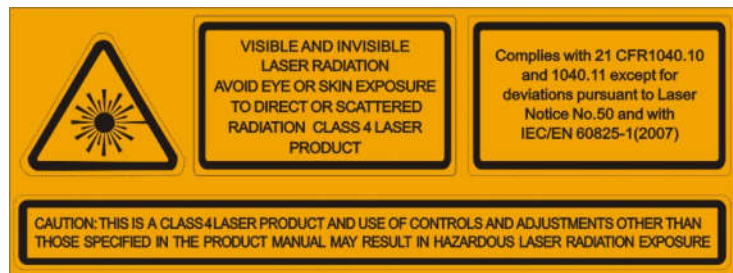 VISIBLE AND INVISIBLE
LASER RADIATION
AVOID EYE OR SKIN EXPOSURE
TO DIRECT OR SCATTERED
RADIATION CLASS 4 LASER
PRODUCT
Complies with 21 CFR1040.10
and 1040.11 except for
deviations pursuant to Laser
Notice No.50 and with
IEC/EN 60825-1(2007)
CAUTION: THIS IS A CLASS4 LASER PRODUCT AND USE OF CONTROLS AND ADJUSTMENTS OTHER THAN
THOSE SPECIFIED IN THE PRODUCT MANUAL MAY RESULT IN HAZARDOUS LASER RADIATION EXPOSURE